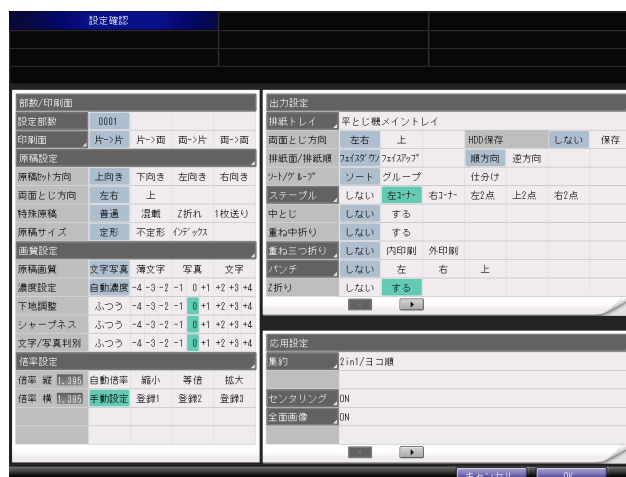 設定確認
部数/印刷面
設定部数 0001
印刷面 片->片 片->両 両->片 両->両
原稿設定
原稿ｾｯﾄ方向 上向き 下向き 左向き 右向き
両面とじ方向 左右 上
特殊原稿 普通 混載 Z折れ 1枚送り
原稿サイズ 定形 不定形 ｲﾝﾃﾞｯｸｽ
画質設定
原稿画質 文字写真 薄文字 写真 文字
濃度設定 自動濃度 -4 -3 -2 -1 0 +1 +2 +3 +4
下地調整 ふつう -4 -3 -2 -1 0 +1 +2 +3 +4
シャープネス ふつう -4 -3 -2 -1 0 +1 +2 +3 +4
文字/写真判別 ふつう -4 -3 -2 -1 0 +1 +2 +3 +4
倍率設定
倍率 縦 1.395 自動倍率 縮小 等倍 拡大
倍率 横 1.395 手動設定 登録1 登録2 登録3
出力設定
排紙トレイ 平とじ機メイントレイ
両面とじ方向 左右 上 HDD保存 しない 保存
排紙面/排紙順 ﾌｪｲｽﾀﾞｳﾝ ﾌｪｲｽｱｯﾌﾟ 順方向 逆方向
ｿｰﾄ/ｸﾞﾙｰﾌﾟ ソート グループ 仕分け
ステープル しない 左ｺｰﾅｰ 右ｺｰﾅｰ 左2点 上2点 右2点
中とじ しない する
重ね中折り しない する
重ね三つ折り しない 内印刷 外印刷
パンチ しない 左 右 上
Z折り しない する
応用設定
集約 2in1/ヨコ順
センタリング ON
全面画像 ON
キャンセル OK